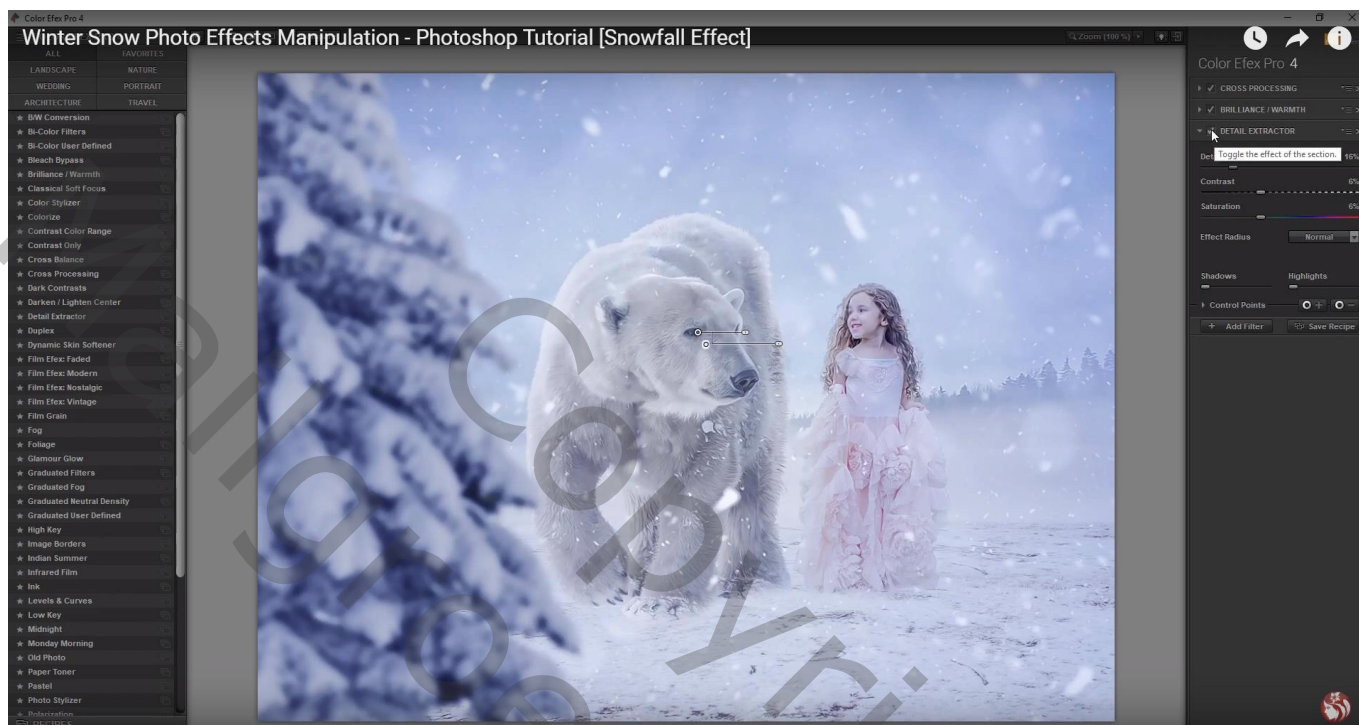 Color Efex Pro 4
Winter Snow Photo Effects Manipulation - Photoshop Tutorial [Snowfall Effect]
Zoom (100 %)
ALL
FAVORITES
LANDSCAPE
NATURE
WEDDING
PORTRAIT
ARCHITECTURE
TRAVEL
B/W Conversion
Bi-Color Filters
Bi-Color User Defined
Bleach Bypass
Brilliance / Warmth
Classical Soft Focus
Color Stylizer
Colorize
Contrast Color Range
Contrast Only
Cross Balance
Cross Processing
Dark Contrasts
Darken / Lighten Center
Detail Extractor
Duplex
Dynamic Skin Softener
Film Efex: Faded
Film Efex: Modern
Film Efex: Nostalgic
Film Efex: Vintage
Film Grain
Fog
Foliage
Glamour Glow
Graduated Filters
Graduated Fog
Graduated Neutral Density
Graduated User Defined
High Key
Image Borders
Indian Summer
Infrared Film
Ink
Levels & Curves
Low Key
Midnight
Monday Morning
Old Photo
Paper Toner
Pastel
Photo Stylizer
Polarization
RECIPES
Color Efex Pro 4
CROSS PROCESSING
BRILLIANCE / WARMTH
DETAIL EXTRACTOR
Toggle the effect of the section.
16%
Contrast
6%
Saturation
6%
Effect Radius
Normal
Shadows
Highlights
Control Points
+ Add Filter
Save Recipe